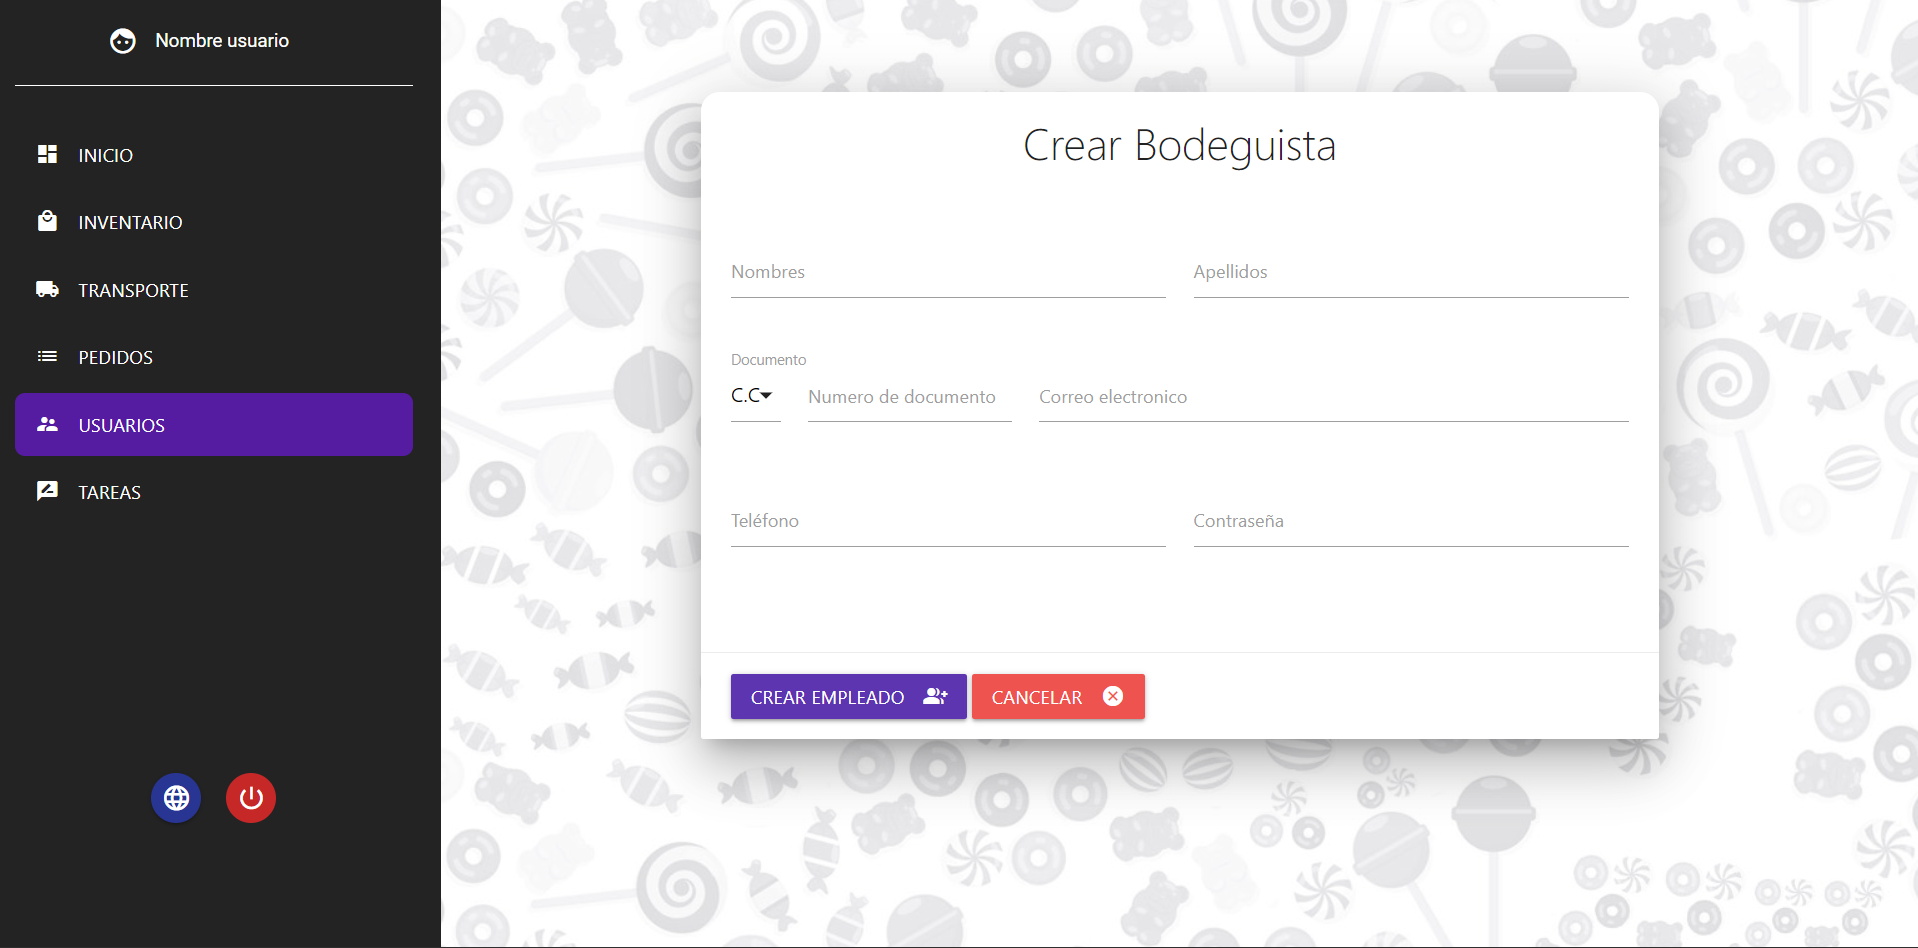 Nombre usuario
INICIO
INVENTARIO
TRANSPORTE
PEDIDOS
USUARIOS
TAREAS
Crear Bodeguista
Nombres
Apellidos
Documento
C.C
Numero de documento
Correo electronico
Teléfono
Contraseña
CREAR EMPLEADO
CANCELAR